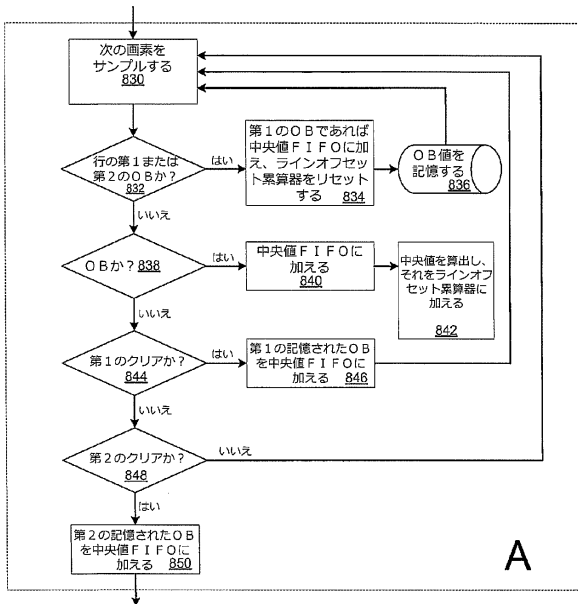 次の画素を
サンプルする
830
行の第１または
第２のＯＢか？
832
はい
第１のＯＢであれば
中央値ＦＩＦＯに加
え、ラインオフセッ
ト累算器をリセット
する 834
ＯＢ値を
記憶する
836
いいえ
ＯＢか？838
はい
中央値ＦＩＦＯに
加える
840
中央値を算出し、
それをラインオフ
セット累算器に
加える
842
いいえ
第１のクリアか？
844
はい
第１の記憶されたＯＢ
を中央値ＦＩＦＯに
加える 846
いいえ
第２のクリアか？
848
いいえ
はい
第２の記憶されたＯＢ
を中央値ＦＩＦＯに
加える 850
A